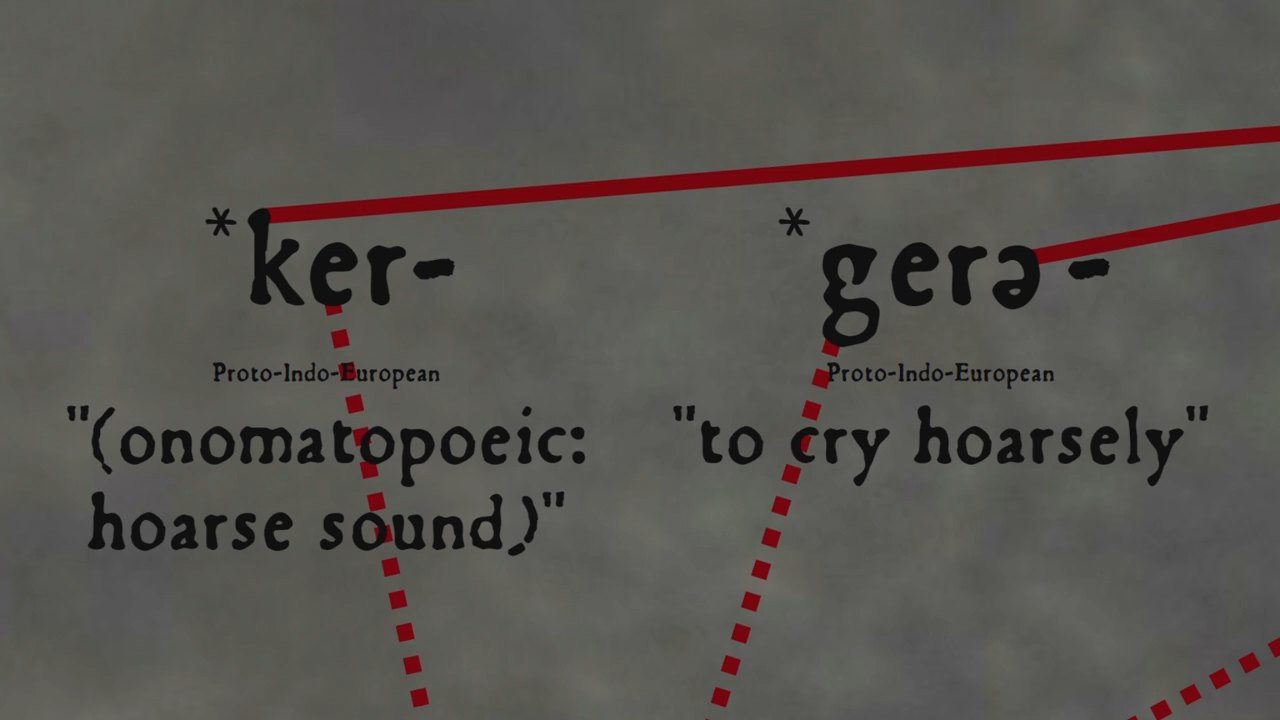 *ker- *gerə-
Proto-Indo-European Proto-Indo-European
"(onomatopoeic: "to cry hoarsely"
hoarse sound)"